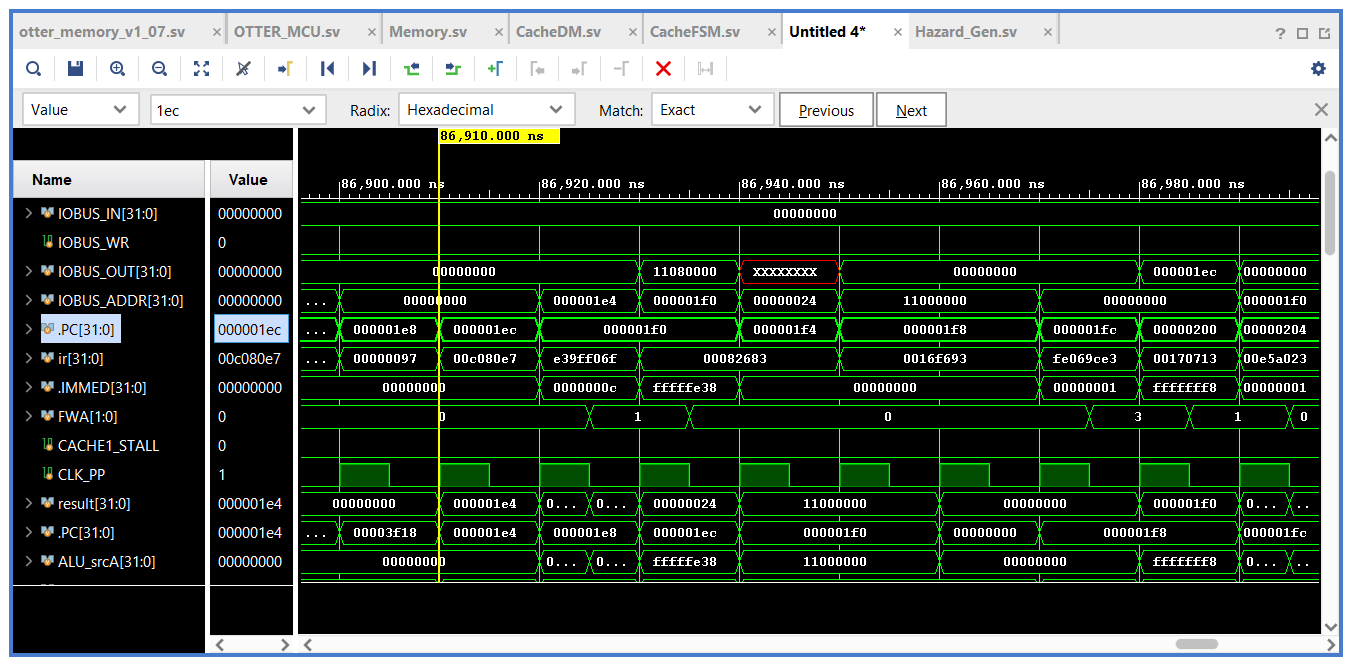 otter_memory_v1_07.sv × OTTER_MCU.sv × Memory.sv × CacheDM.sv × CacheFSM.sv × Untitled 4* × Hazard_Gen.sv × ?
Value 1ec Radix: Hexadecimal Match: Exact Previous Next
86,910.000 ns
Name Value 86,900.000 ns 86,920.000 ns 86,940.000 ns 86,960.000 ns 86,980.000 ns
IOBUS_IN[31:0] 00000000 00000000
IOBUS_WR 0
IOBUS_OUT[31:0] 00000000 00000000 11080000 XXXXXXXX 00000000 000001ec 00000000
IOBUS_ADDR[31:0] 00000000 ... 00000000 000001e4 000001f0 00000024 11000000 00000000 000001f0
.PC[31:0] 000001ec ... 000001e8 000001ec 000001f0 000001f4 000001f8 000001fc 00000200 00000204
ir[31:0] 00c080e7 ... 00000097 00c080e7 e39ff06f 00082683 0016f693 fe069ce3 00170713 00e5a023
.IMMED[31:0] 00000000 00000000 0000000c fffffe38 00000000 00000001 fffffff8 00000001
FWA[1:0] 0 0 1 0 3 1 0
CACHE1_STALL 0
CLK_PP 1
result[31:0] 000001e4 00000000 000001e4 0... 0... 00000024 11000000 00000000 000001f0 0...
.PC[31:0] 000001e4 ... 00003f18 000001e4 000001e8 000001ec 000001f0 00000000 000001f8 000001fc
ALU_srcA[31:0] 00000000 00000000 0... 0... fffffe38 11000000 00000000 fffffff8 0... ..